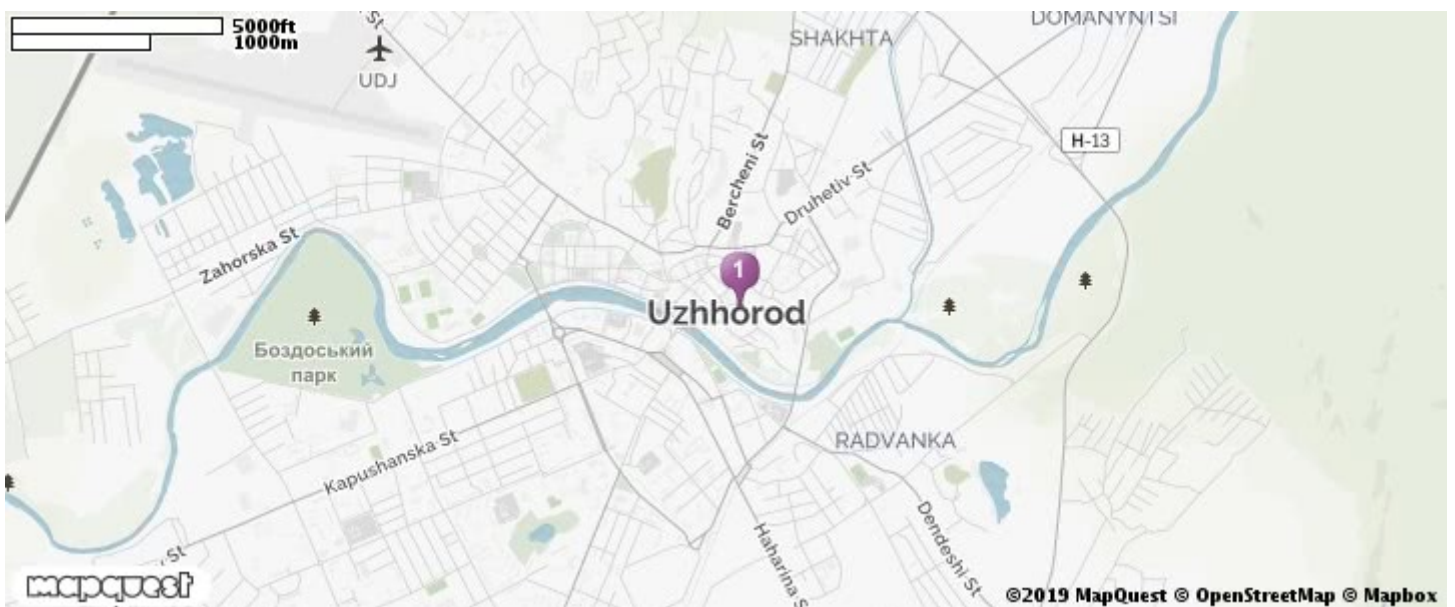 5000ft
1000m
St
UDJ
SHAKHTA
DOMANYNTSI
H-13
Bercheni St
Druhetiv St
Zahorska St
1
Uzhhorod
Боздоський
парк
Kapushanska St
RADVANKA
Haharina S
Dendeshi St
St
mapquest
©2019 MapQuest © OpenStreetMap © Mapbox